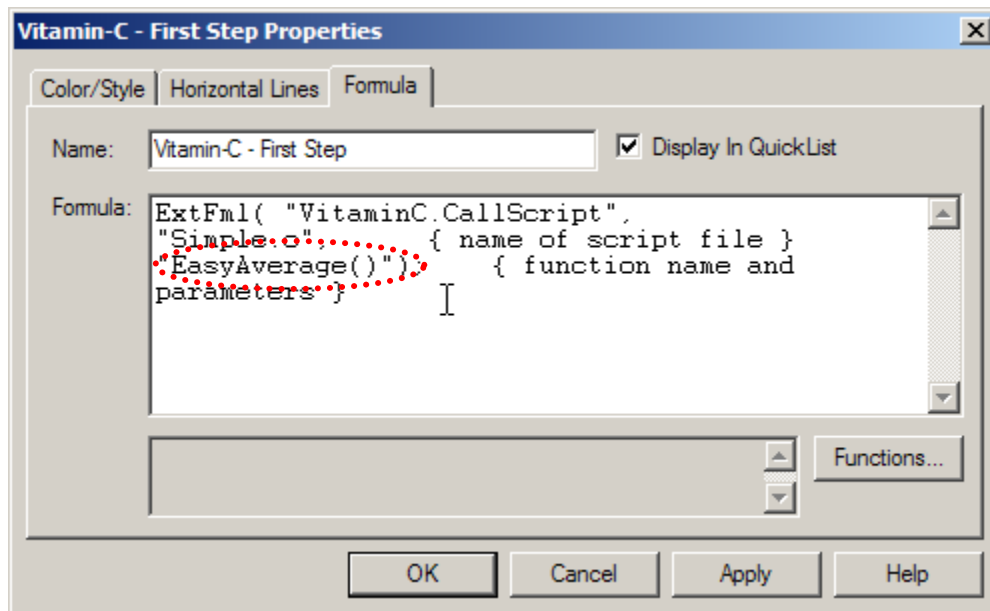 Vitamin-C - First Step Properties
Color/Style Horizontal Lines Formula
Name: Vitamin-C - First Step Display In QuickList
Formula: ExtFml( "VitaminC.CallScript",
"Simple.c", { name of script file }
"EasyAverage()"); { function name and
parameters }
Functions...
OK Cancel Apply Help